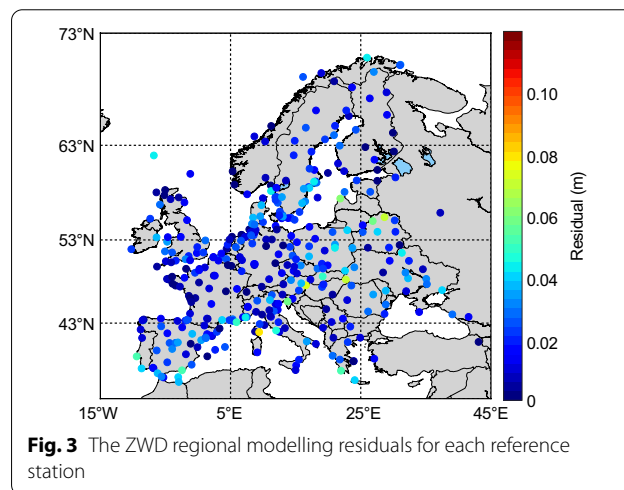 73°N
63°N
53°N
43°N
15°W 5°E 25°E 45°E
0.10
0.08
0.06
0.04
0.02
0
Residual (m)
Fig. 3 The ZWD regional modelling residuals for each reference
station